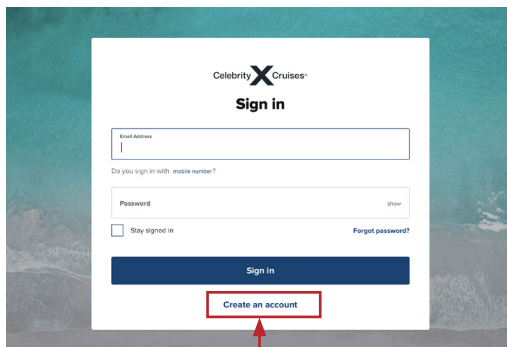 Celebrity X Cruises®
Sign in
Email Address
Do you sign in with mobile number?
Password show
Stay signed in Forgot password?
Sign in
Create an account